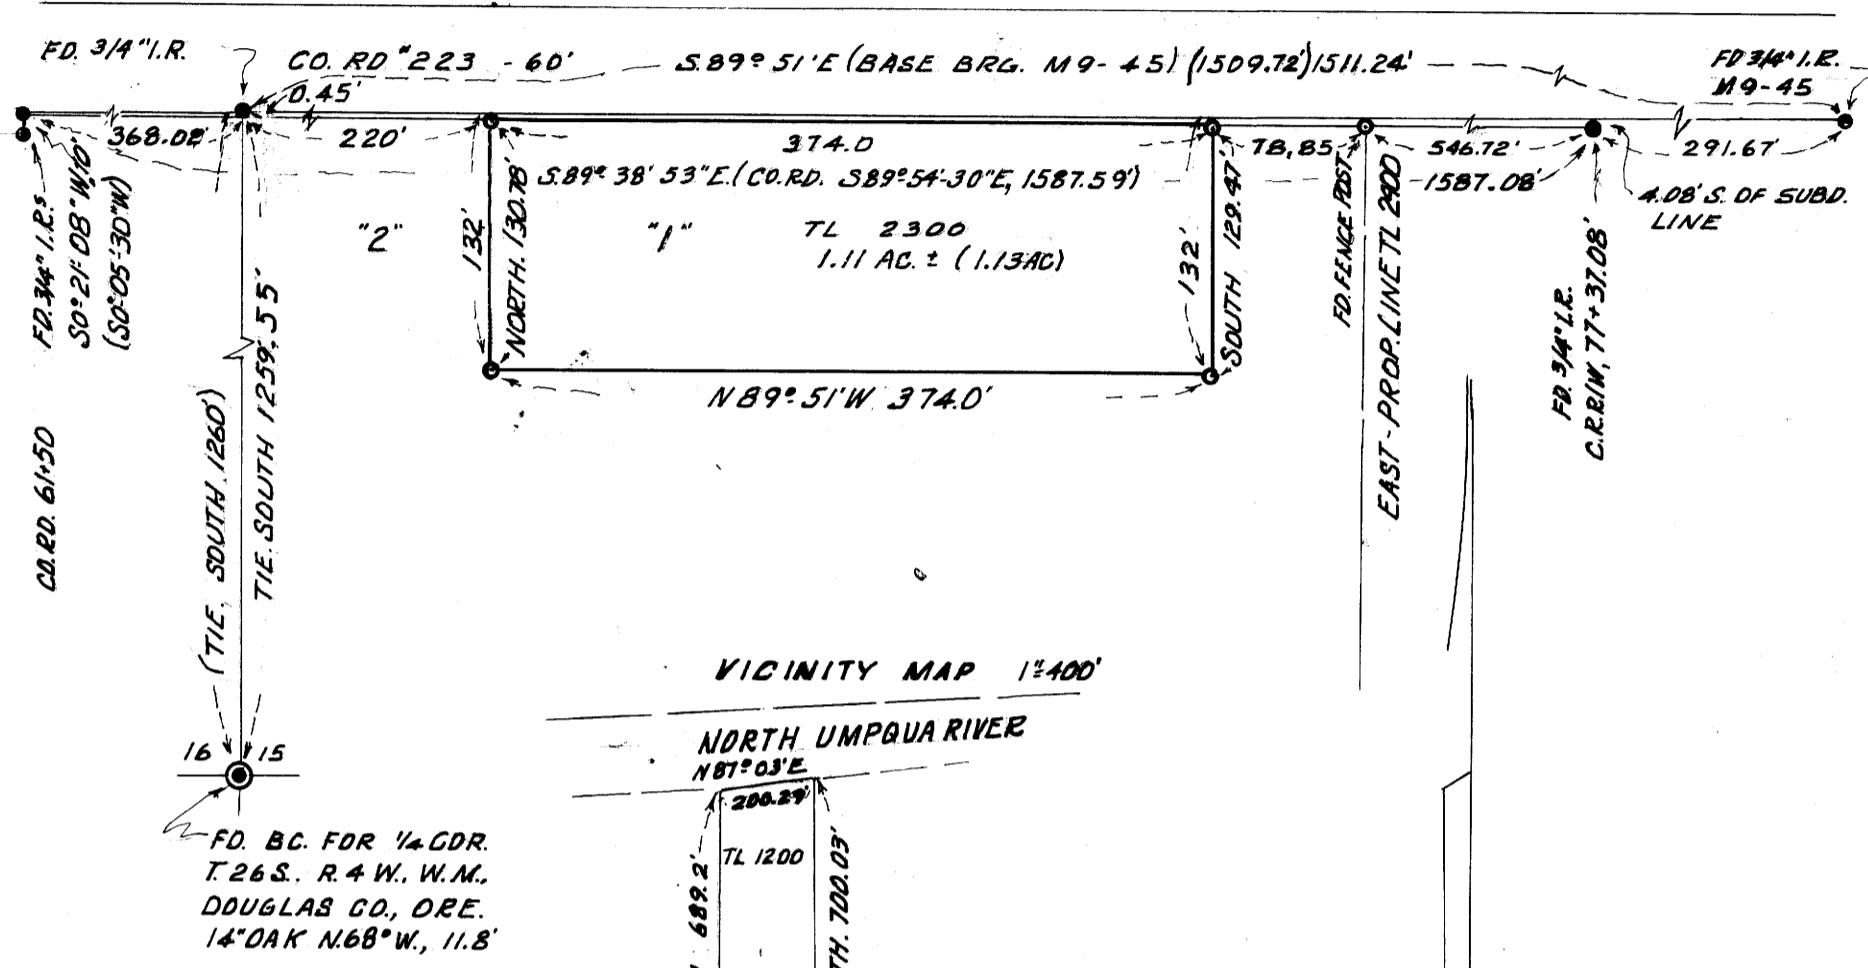 FD. 3/4" I.R.
CO. RD #223 - 60'
S.89° 51' E (BASE BRG. M 9- 45) (1509.72') 1511.24'
FD 3/4" I.R.
M9-45
0.45'
368.02'
220'
374.0
78,85
546.72'
291.67'
S.89° 38' 53" E. (CO.RD. S89°-54'-30"E, 1587.59')
1587.08'
4.08' S. OF SUBD.
LINE
FD. 3/4" I.R.s
S0°-21'-08" W,
(S0°-05'-30"W)
CO.RD. 61+50
"2"
132'
NORTH. 130.78'
"1"
TL 2300
1.11 AC. ± (1.13AC)
132'
SOUTH 129.47'
FD. FENCE POST
EAST-PROP. LINE TL 2400
FD. 3/4" I.R.
C.R.R/W, 77+37.08'
N 89° 51' W 374.0'
(TIE, SOUTH, 1260')
TIE. SOUTH 1259.55"
16
15
FD. BC. FOR 1/4 COR.
T. 26 S., R. 4 W., W.M.,
DOUGLAS CO., ORE.
14" OAK N.68° W., 11.8'
VICINITY MAP 1"=400'
NORTH UMPQUA RIVER
N 87° 03' E
200.29'
TL 1200
689.2'
TH. 700.03'